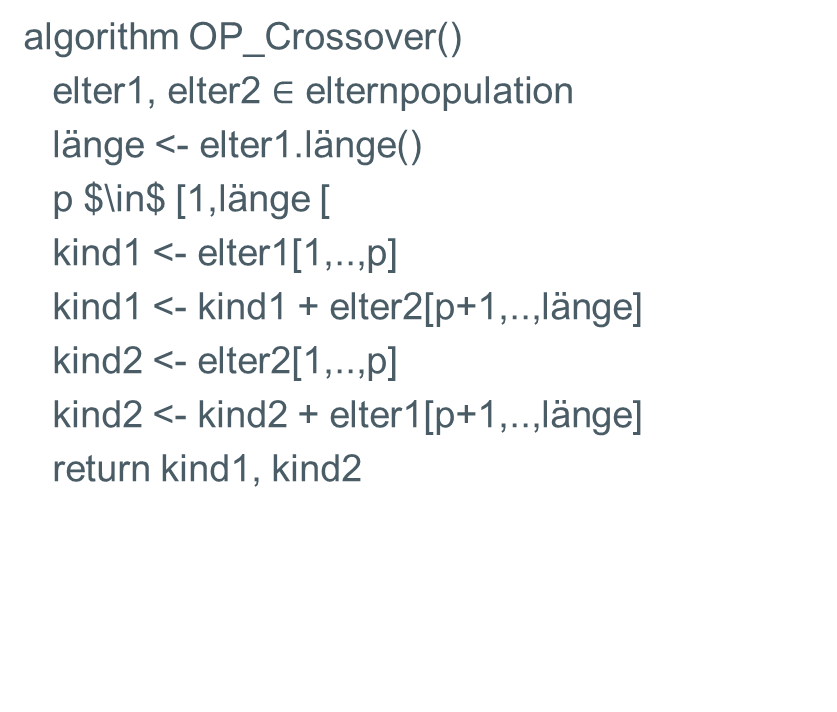 algorithm OP_Crossover()
elter1, elter2 ∈ elternpopulation
länge <- elter1.länge()
p $\in$ [1,länge [
kind1 <- elter1[1,..,p]
kind1 <- kind1 + elter2[p+1,..,länge]
kind2 <- elter2[1,..,p]
kind2 <- kind2 + elter1[p+1,..,länge]
return kind1, kind2